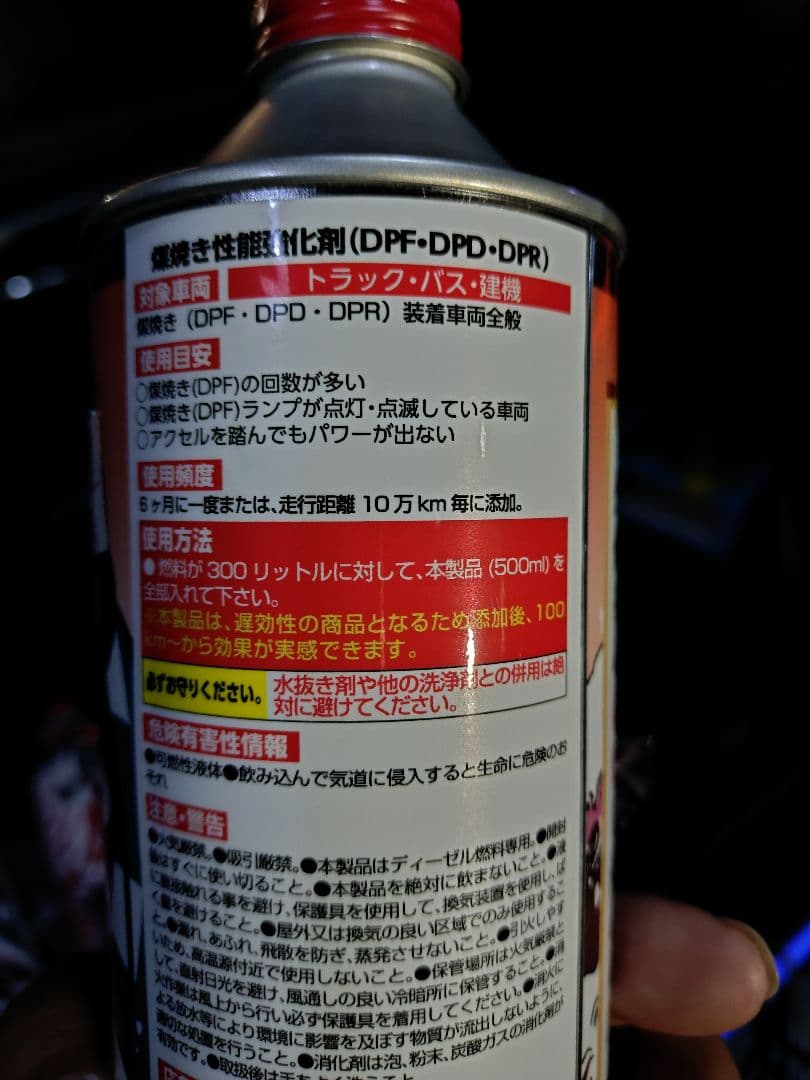 煤焼き性能強化剤(DPF・DPD・DPR)
対象車両 トラック・バス・建機
煤焼き(DPF・DPD・DPR)装着車両全般
使用目安
○煤焼き(DPF)の回数が多い
○煤焼き(DPF)ランプが点灯・点滅している車両
○アクセルを踏んでもパワーが出ない
使用頻度
6ヶ月に一度または、走行距離10万km毎に添加。
使用方法
●燃料が300リットルに対して、本製品(500ml)を
全部入れて下さい。
※本製品は、遅効性の商品となるため添加後、100
km〜から効果が実感できます。
必ずお守りください。 水抜き剤や他の洗浄剤との併用は絶
対に避けてください。
危険有害性情報
●可燃性液体●飲み込んで気道に侵入すると生命に危険のお
それ
注意・警告
●火気厳禁。●吸引厳禁。●本製品はディーゼル燃料専用。●開封
後はすぐに使い切ること。●本製品を絶対に飲まないこと。●液
に直接触れる事を避け、保護具を使用して、換気装置を使用し、ば
く露を避けること。●屋外又は換気の良い区域でのみ使用するこ
と。●漏れ、あふれ、飛散を防ぎ、蒸発させないこと。●引火しやす
いため、高温源付近で使用しないこと。●保管場所は火気厳禁と
して、直射日光を避け、風通しの良い冷暗所に保管すること。●消
火作業は風上から行い必ず保護具を着用してください。●消火に
よる放水等により環境に影響を及ぼす物質が流出しないように、
適切な処置を行うこと。●消化剤は泡、粉末、炭酸ガスの消化剤が
有効です。●取扱後は手をよく洗うこと